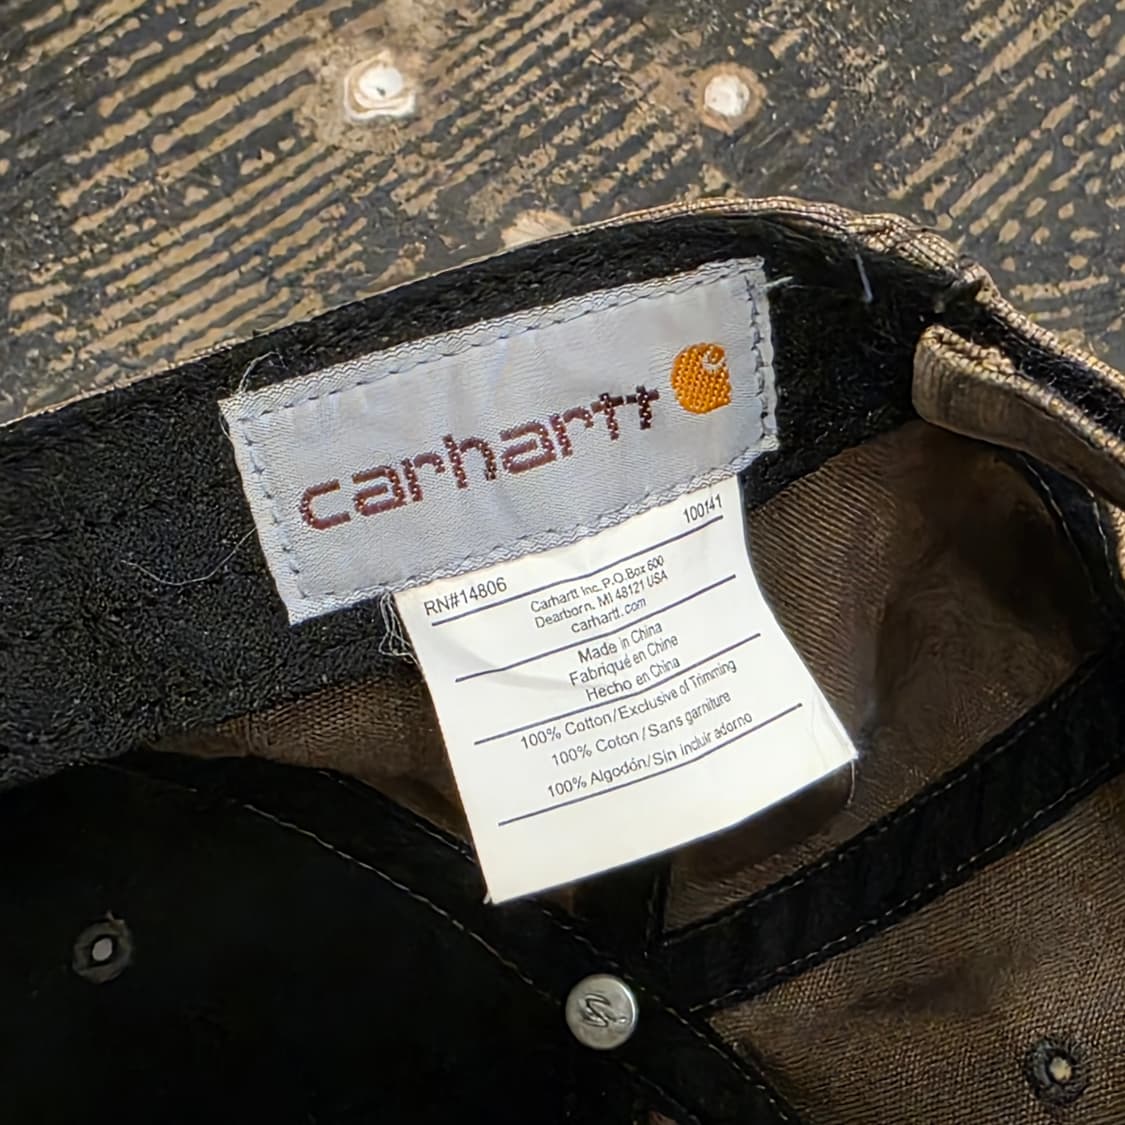 carhartt
100141
RN#14806
Carhartt Inc. P.O.Box 600
Dearborn, MI 48121 USA
carhartt.com
Made in China
Fabriqué en Chine
Hecho en China
100% Cotton/Exclusive of Trimming
100% Coton/Sans garniture
100% Algodón/Sin incluir adorno